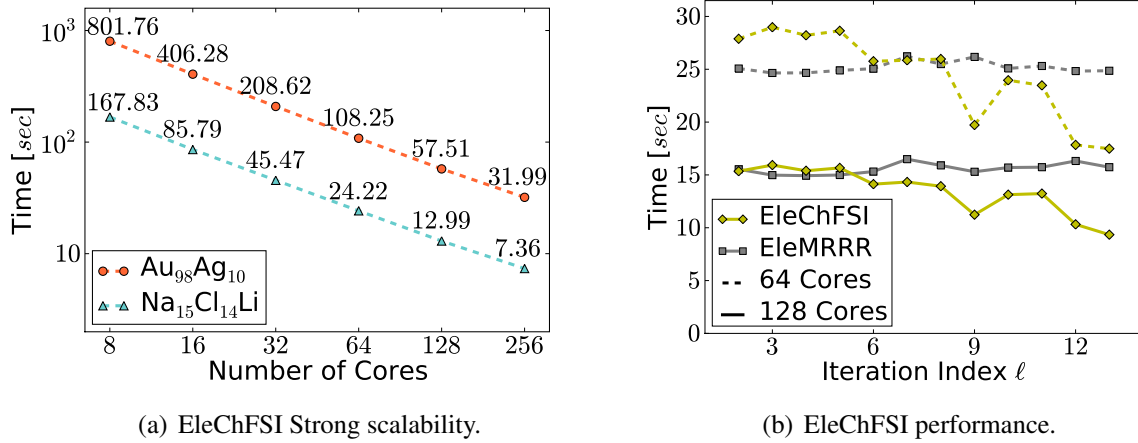 10³
10²
10
Time [sec]
801.76
406.28
208.62
108.25
57.51
31.99
167.83
85.79
45.47
24.22
12.99
7.36
Au₉₈Ag₁₀
Na₁₅Cl₁₄Li
8 16 32 64 128 256
Number of Cores
(a) EleChFSI Strong scalability.
30
25
20
15
10
5
0
Time [sec]
EleChFSI
EleMRRR
64 Cores
128 Cores
3 6 9 12
Iteration Index ℓ
(b) EleChFSI performance.